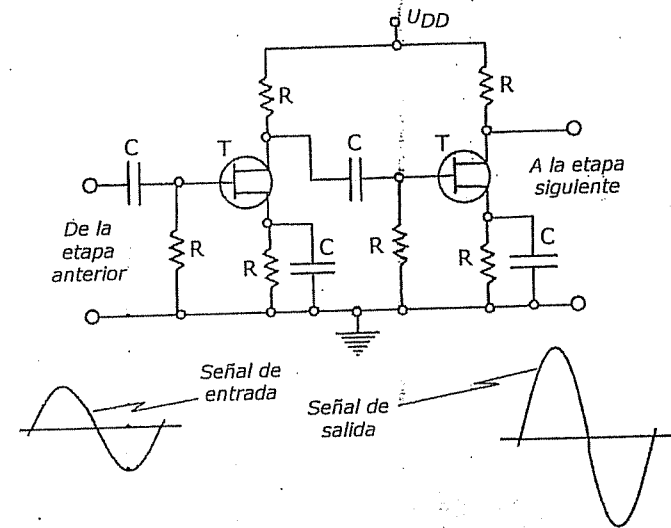 UDD
R
R
C
T
C
T
A la etapa
siguiente
De la
etapa
anterior
R
R
C
R
R
C
Señal de
entrada
Señal de
salida